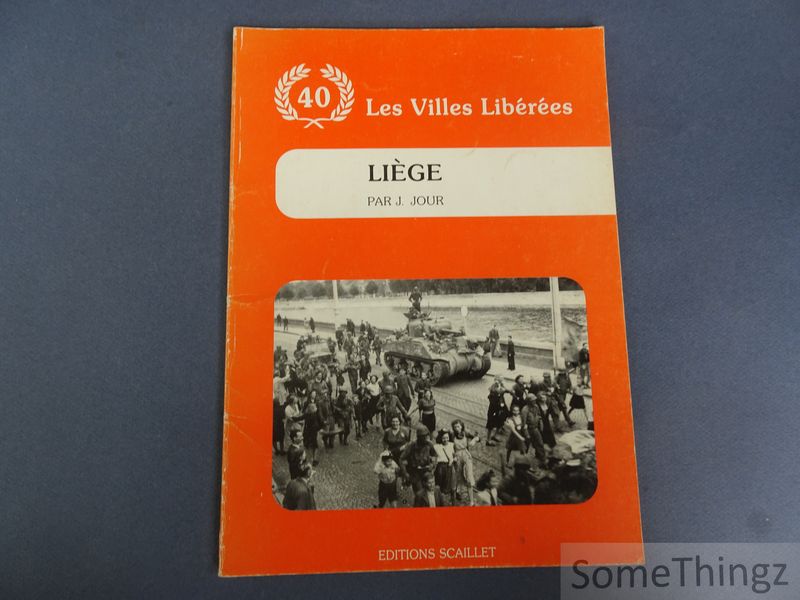 40
Les Villes Libérées
LIÈGE
PAR J. JOUR
EDITIONS SCAILLET
SomeThingz